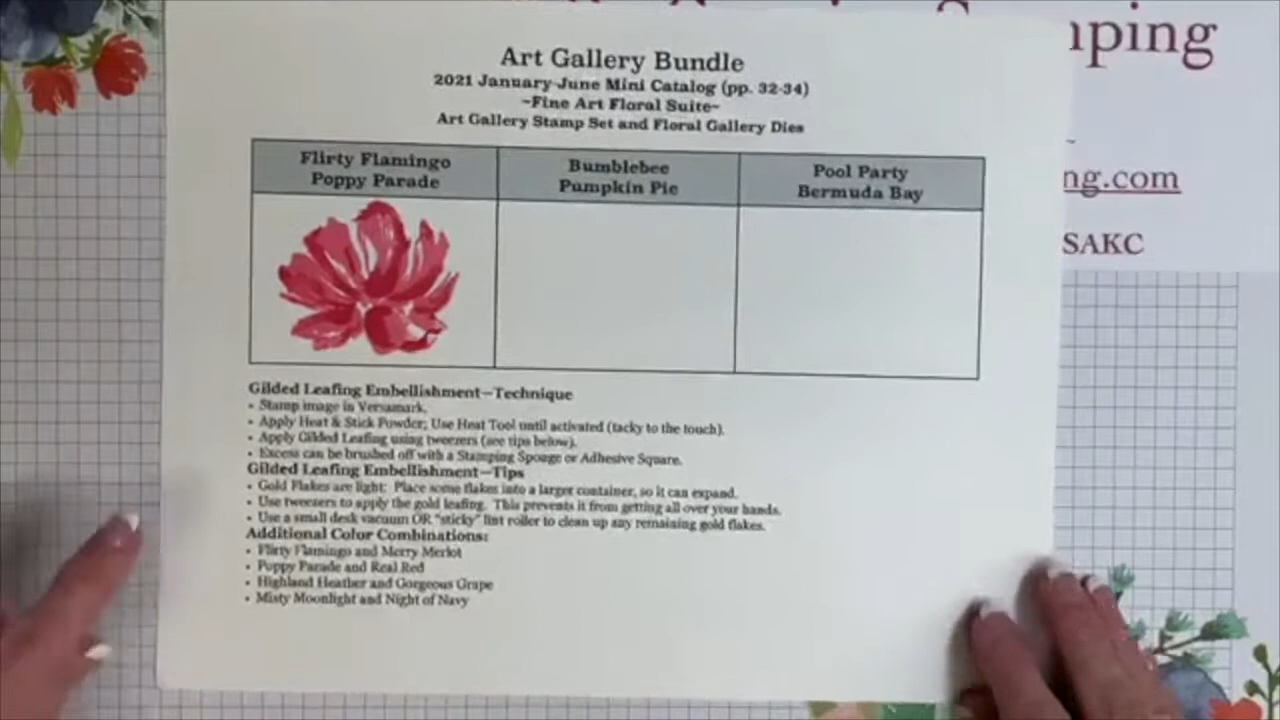 nping
Art Gallery Bundle
2021 January-June Mini Catalog (pp. 32-34)
~Fine Art Floral Suite~
Art Gallery Stamp Set and Floral Gallery Dies
ng.com
SAKC
Flirty Flamingo
Poppy Parade
Bumblebee
Pumpkin Pie
Pool Party
Bermuda Bay
Gilded Leafing Embellishment—Technique
• Stamp image in Versamark.
• Apply Heat & Stick Powder; Use Heat Tool until activated (tacky to the touch).
• Apply Gilded Leafing using tweezers (see tips below).
• Excess can be brushed off with a Stamping Sponge or Adhesive Square.
Gilded Leafing Embellishment—Tips
• Gold Flakes are light: Place some flakes into a larger container, so it can expand.
• Use tweezers to apply the gold leafing. This prevents it from getting all over your hands.
• Use a small desk vacuum OR "sticky" lint roller to clean up any remaining gold flakes.
Additional Color Combinations:
• Flirty Flamingo and Merry Merlot
• Poppy Parade and Real Red
• Highland Heather and Gorgeous Grape
• Misty Moonlight and Night of Navy